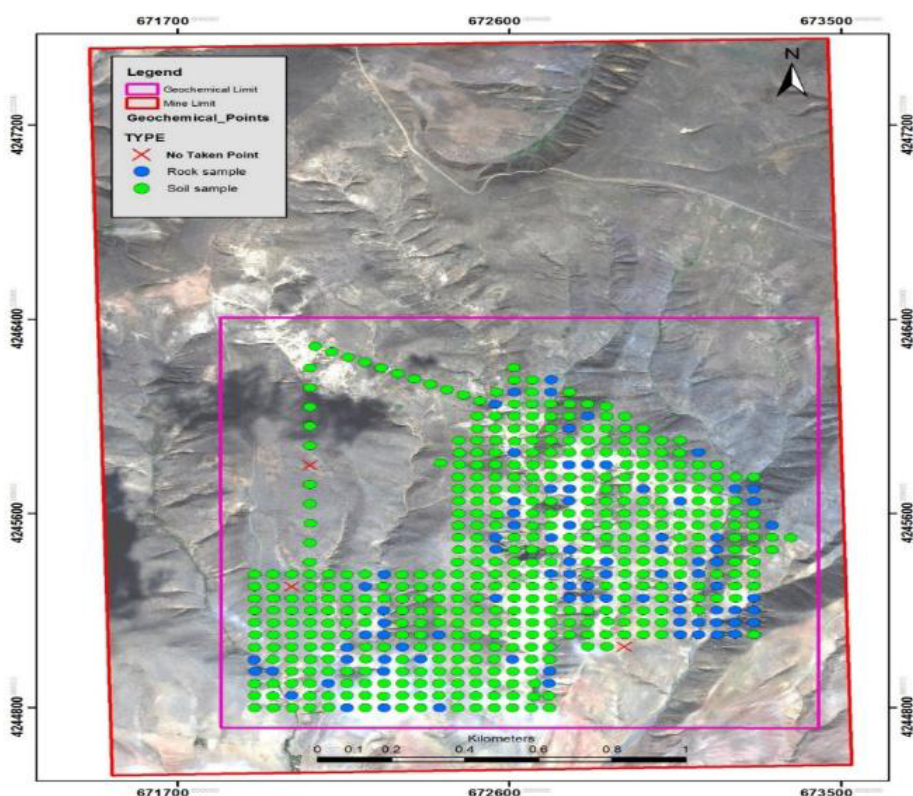 671700 672600 673500
N
Legend
Geochemical Limit
Mine Limit
Geochemical_Points
TYPE
No Taken Point
Rock sample
Soil sample
4247200 4247200
4246400 4246400
4245600 4245600
4244800 4244800
Kilometers
0 0.1 0.2 0.4 0.6 0.8 1
671700 672600 673500